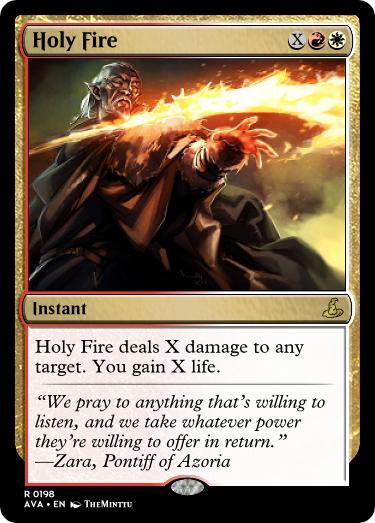 Holy Fire X
Instant
Holy Fire deals X damage to any
target. You gain X life.
“We pray to anything that’s willing to
listen, and we take whatever power
they’re willing to offer in return.”
—Zara, Pontiff of Azoria
R 0198
AVA • EN TheMinttu